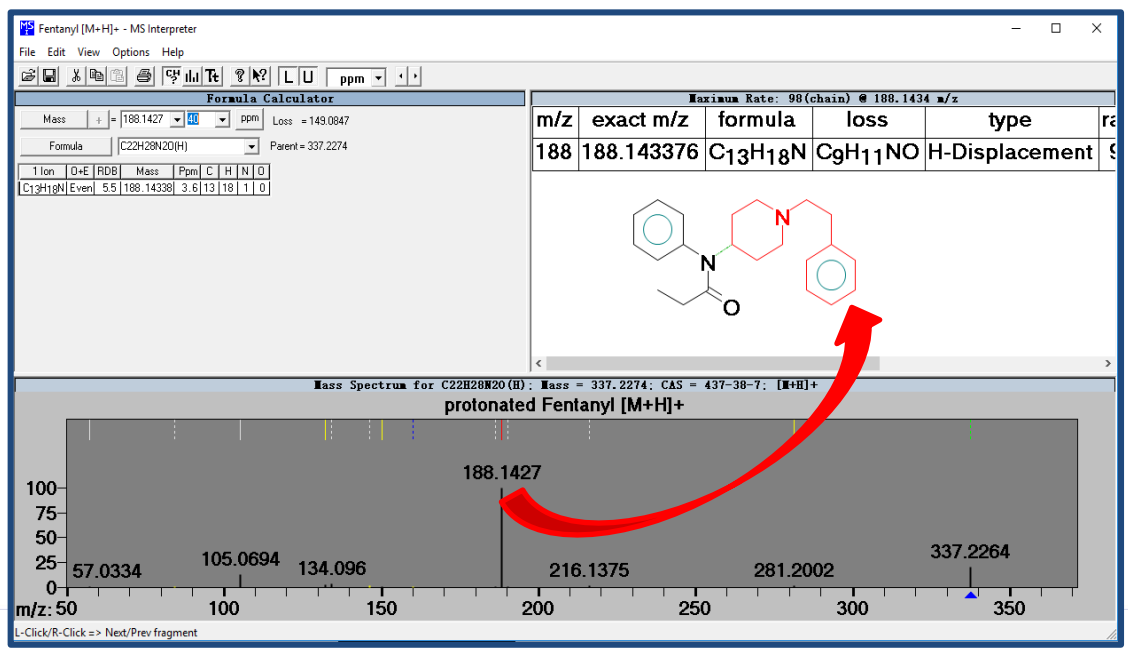 Fentanyl [M+H]+ - MS Interpreter
File Edit View Options Help
L U ppm
Formula Calculator
Mass + = 188.1427 40 ppm Loss = 149.0847
Formula C22H28N2O(H) Parent = 337.2274
1 Ion O+E RDB Mass Ppm C H N O
C13H18N Even 5.5 188.14338 3.6 13 18 1 0
Maximum Rate: 98(chain) @ 188.1434 m/z
m/z exact m/z formula loss type
188 188.143376 C13H18N C9H11NO H-Displacement
N
N
O
Mass Spectrum for C22H28N2O(H); Mass = 337.2274; CAS = 437-38-7; [M+H]+
protonated Fentanyl [M+H]+
188.1427
100
75
50
25
0
57.0334 105.0694 134.096 216.1375 281.2002 337.2264
m/z: 50 100 150 200 250 300 350
L-Click/R-Click => Next/Prev fragment